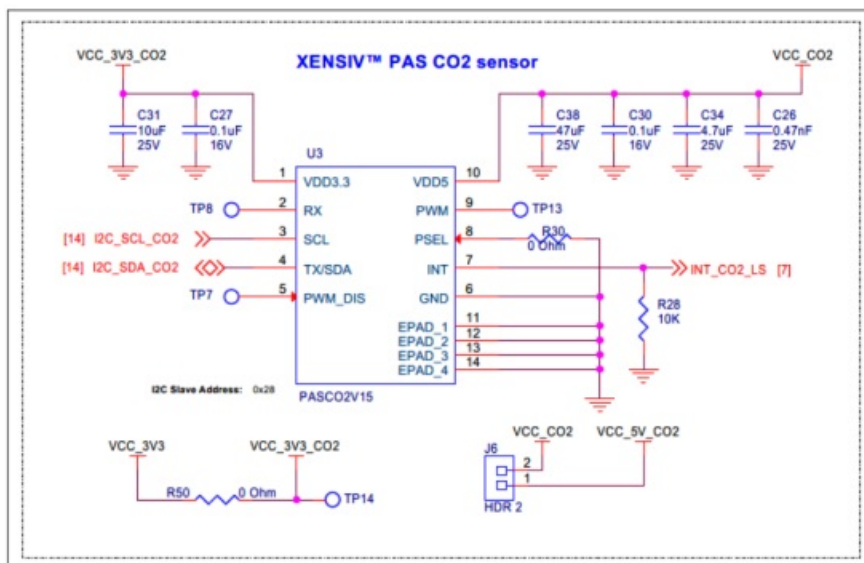 XENSIV™ PAS CO2 sensor
VCC_3V3_CO2
VCC_CO2
C31
10uF
25V
C27
0.1uF
16V
C38
47uF
25V
C30
0.1uF
16V
C34
4.7uF
25V
C26
0.47nF
25V
U3
1 VDD3.3
VDD5 10
TP8 2 RX
PWM 9 TP13
[14] I2C_SCL_CO2 3 SCL
PSEL 8 R30
0 Ohm
[14] I2C_SDA_CO2 4 TX/SDA
INT 7 INT_CO2_LS [7]
TP7 5 PWM_DIS
GND 6
R28
10K
EPAD_1 11
EPAD_2 12
EPAD_3 13
EPAD_4 14
I2C Slave Address: 0x28
PASCO2V15
VCC_3V3
VCC_3V3_CO2
R50 0 Ohm TP14
J6
VCC_CO2
VCC_5V_CO2
2
1
HDR 2